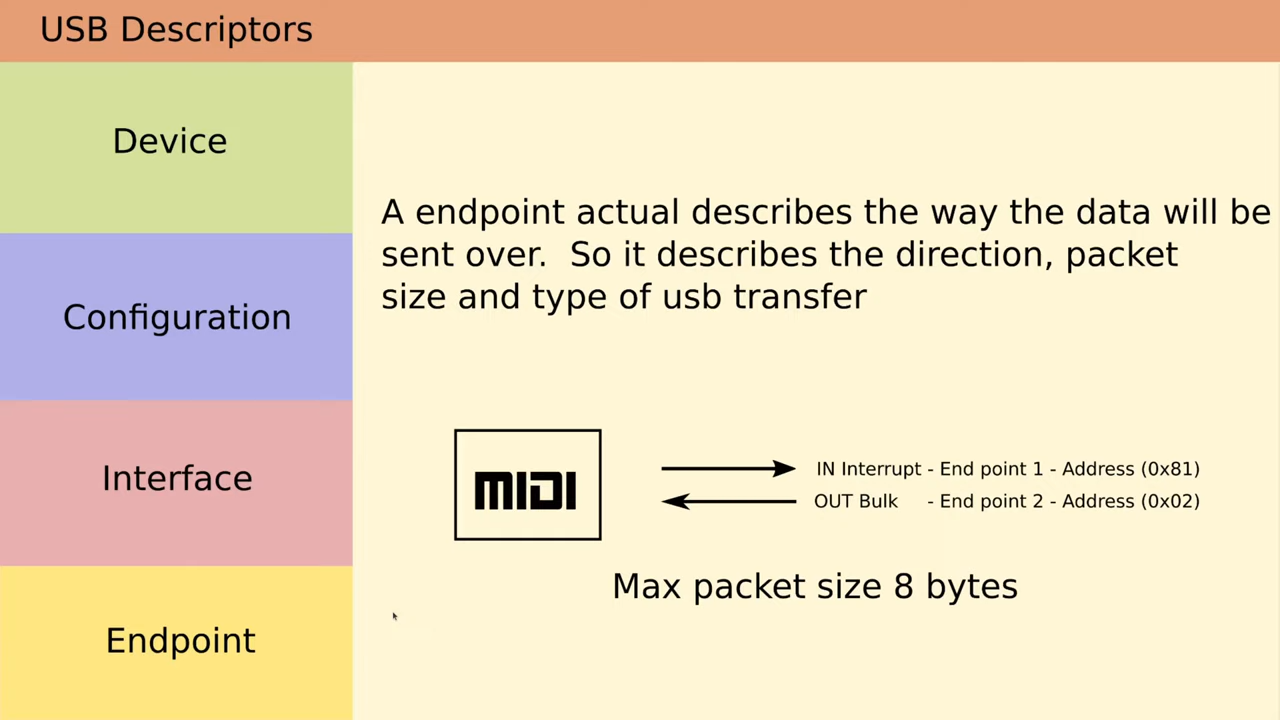 USB Descriptors
Device
Configuration
Interface
Endpoint
A endpoint actual describes the way the data will be
sent over.  So it describes the direction, packet
size and type of usb transfer
MIDI
IN Interrupt - End point 1 - Address (0x81)
OUT Bulk - End point 2 - Address (0x02)
Max packet size 8 bytes